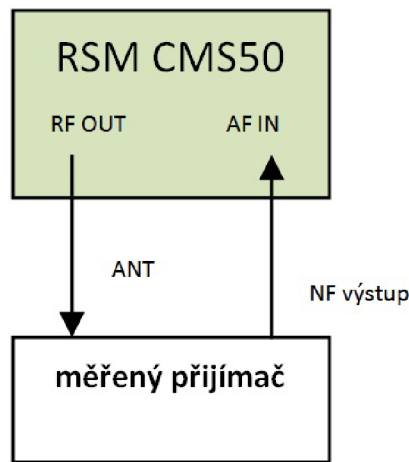 RSM CMS50
RF OUT AF IN
ANT
NF výstup
měřený přijímač